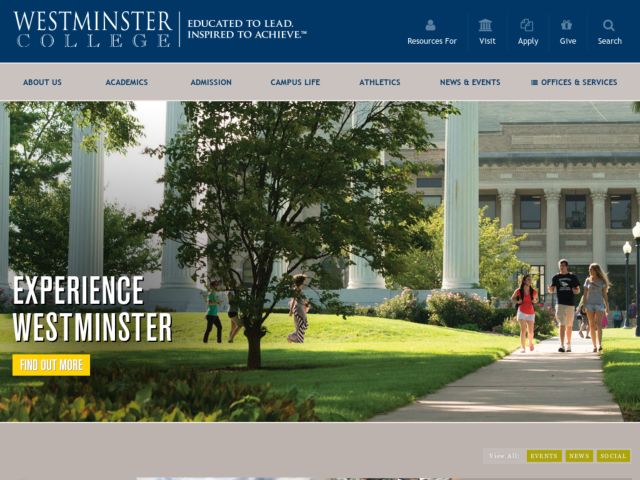 WESTMINSTER
COLLEGE
EDUCATED TO LEAD.
INSPIRED TO ACHIEVE.™
Resources For
Visit
Apply
Give
Search
ABOUT US
ACADEMICS
ADMISSION
CAMPUS LIFE
ATHLETICS
NEWS & EVENTS
OFFICES & SERVICES
EXPERIENCE
WESTMINSTER
FIND OUT MORE
View All:
EVENTS
NEWS
SOCIAL